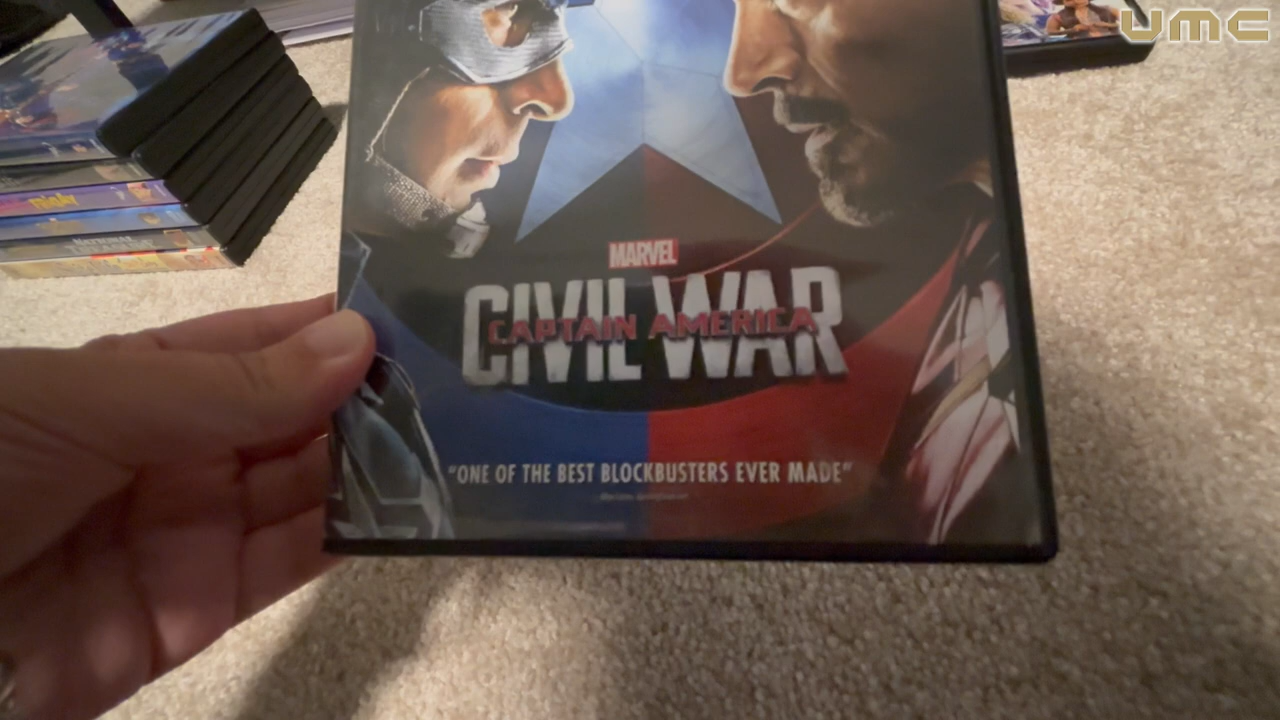 UMC
MARVEL
CIVIL WAR
CAPTAIN AMERICA
"ONE OF THE BEST BLOCKBUSTERS EVER MADE"